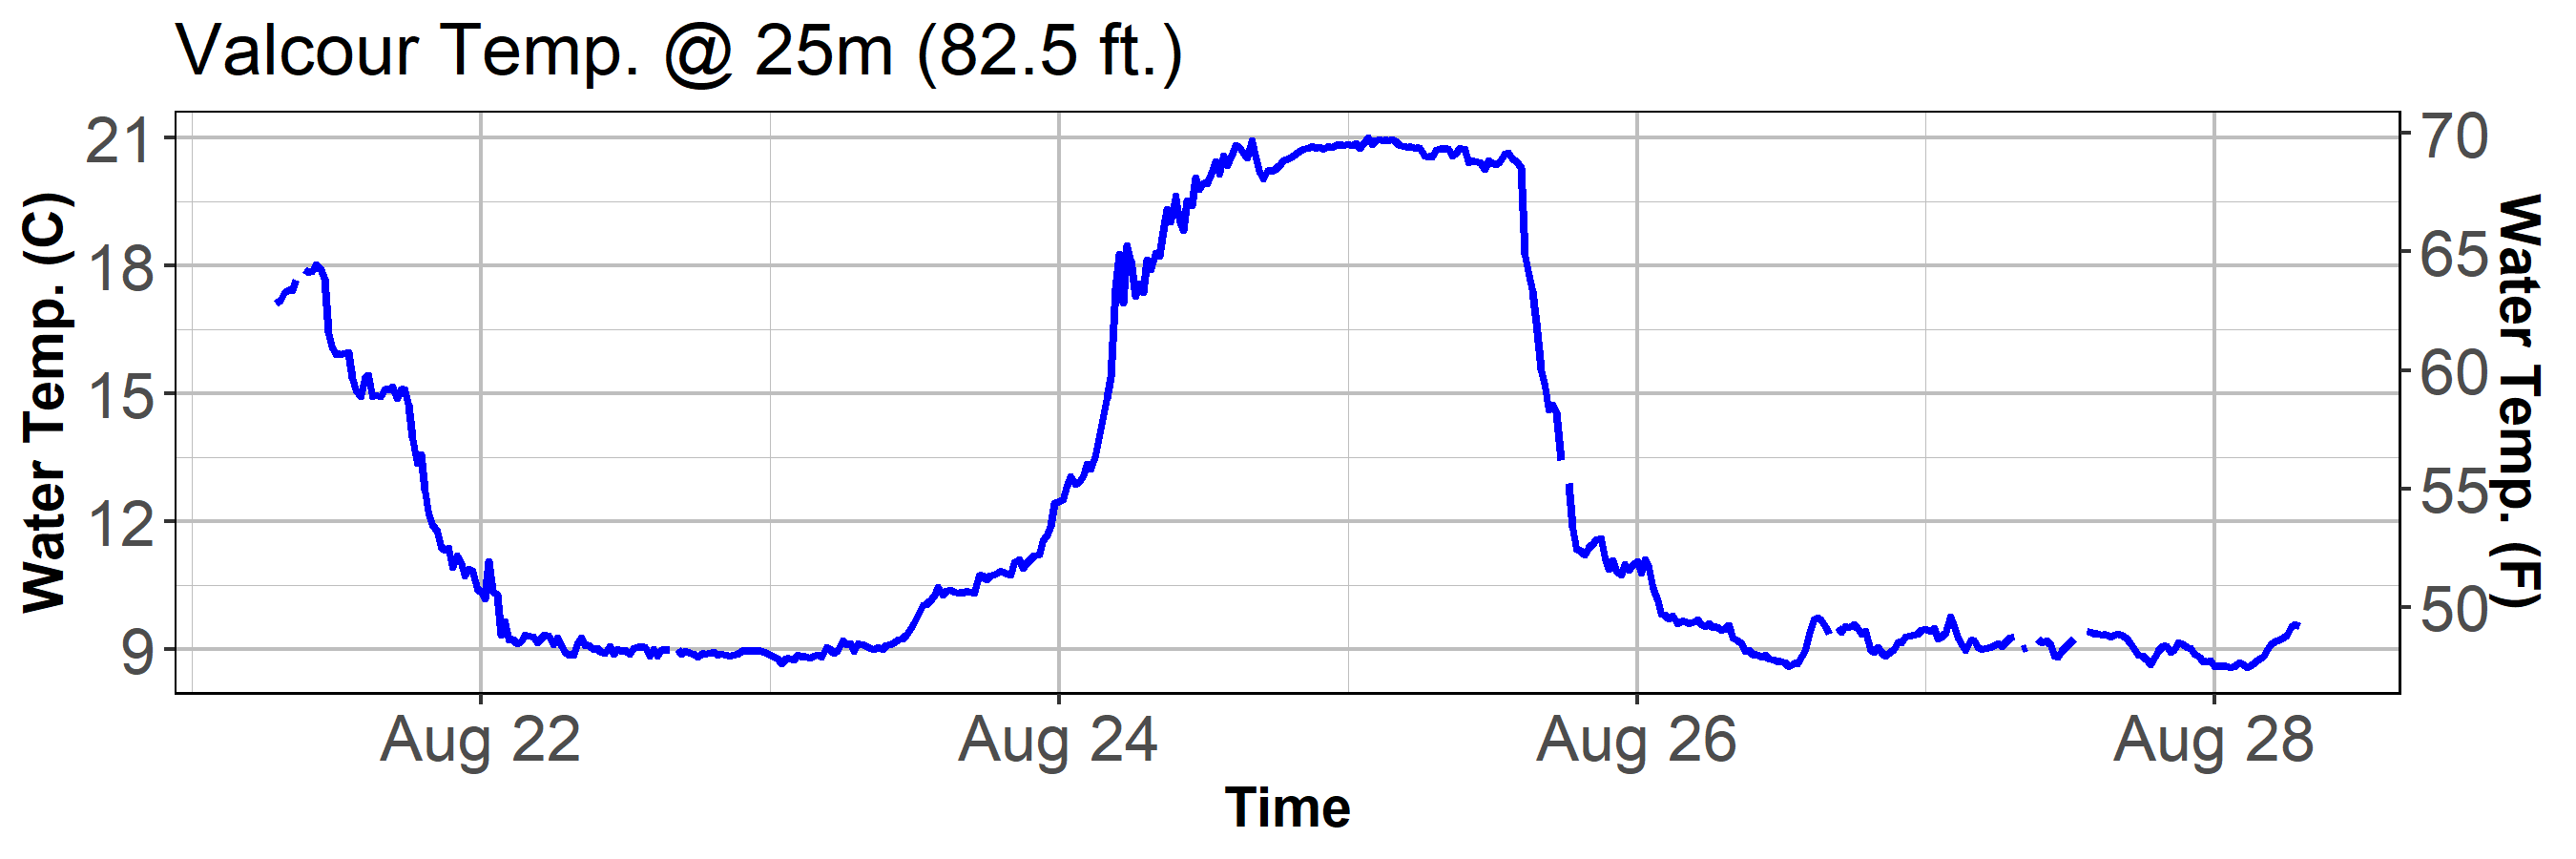 Valcour Temp. @ 25m (82.5 ft.)
Water Temp. (C)
21
18
15
12
9
70
65
60
55
50
Water Temp. (F)
Aug 22
Aug 24
Aug 26
Aug 28
Time